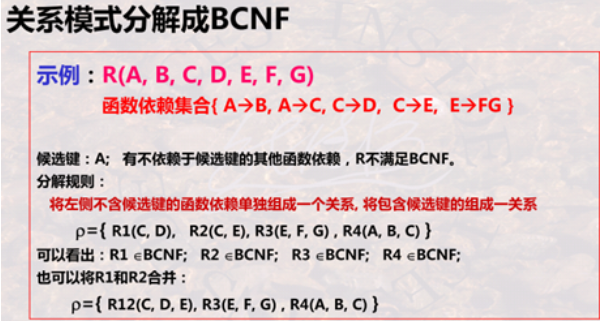 关系模式分解成BCNF
示例：R(A, B, C, D, E, F, G)
函数依赖集合{ A→B, A→C, C→D, C→E, E→FG }
候选键：A; 有不依赖于候选键的其他函数依赖，R不满足BCNF。
分解规则：
将左侧不含候选键的函数依赖单独组成一个关系, 将包含候选键的组成一关系
ρ={ R1(C, D), R2(C, E), R3(E, F, G) , R4(A, B, C) }
可以看出：R1 ∈BCNF; R2 ∈BCNF; R3 ∈BCNF; R4 ∈BCNF;
也可以将R1和R2合并：
ρ={ R12(C, D, E), R3(E, F, G) , R4(A, B, C) }